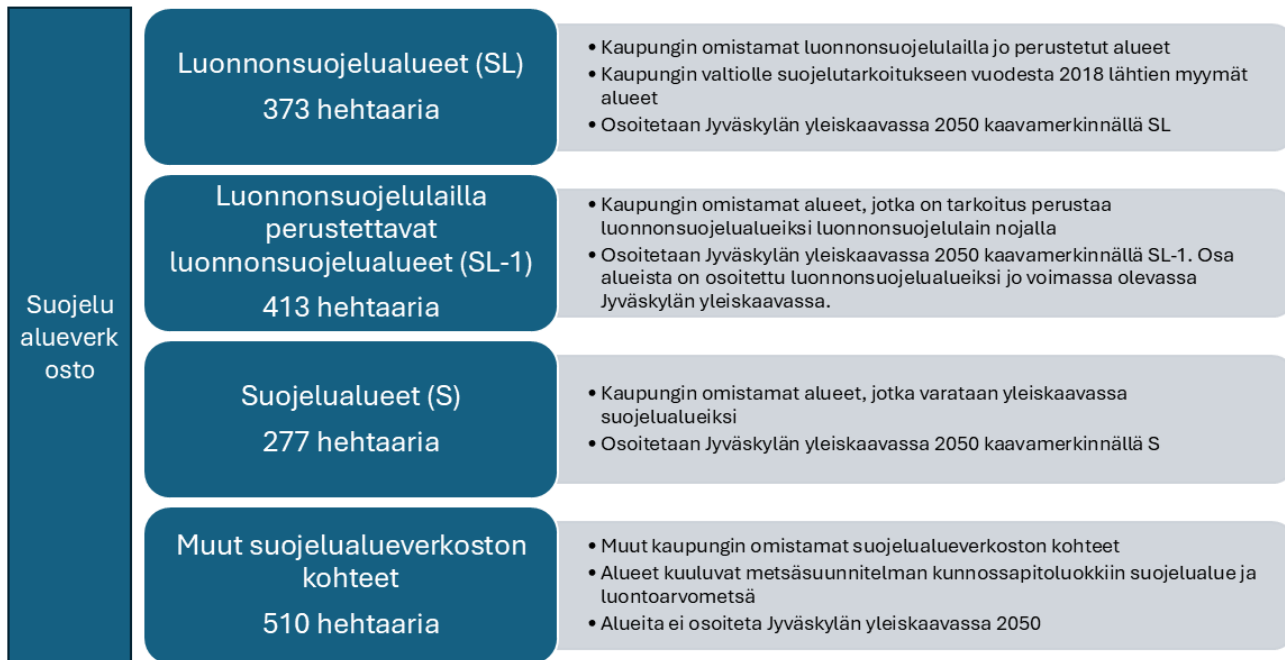 Suojelu
alueverk
osto
Luonnonsuojelualueet (SL)
373 hehtaaria
• Kaupungin omistamat luonnonsuojelulailla jo perustetut alueet
• Kaupungin valtiolle suojelutarkoitukseen vuodesta 2018 lähtien myymät
alueet
• Osoitetaan Jyväskylän yleiskaavassa 2050 kaavamerkinnällä SL
Luonnonsuojelulailla
perustettavat
luonnonsuojelualueet (SL-1)
413 hehtaaria
• Kaupungin omistamat alueet, jotka on tarkoitus perustaa
luonnonsuojelualueiksi luonnonsuojelulain nojalla
• Osoitetaan Jyväskylän yleiskaavassa 2050 kaavamerkinnällä SL-1. Osa
alueista on osoitettu luonnonsuojelualueiksi jo voimassa olevassa
Jyväskylän yleiskaavassa.
Suojelualueet (S)
277 hehtaaria
• Kaupungin omistamat alueet, jotka varataan yleiskaavassa
suojelualueiksi
• Osoitetaan Jyväskylän yleiskaavassa 2050 kaavamerkinnällä S
Muut suojelualueverkoston
kohteet
510 hehtaaria
• Muut kaupungin omistamat suojelualueverkoston kohteet
• Alueet kuuluvat metsäsuunnitelman kunnossapitoluokkiin suojelualue ja
luontoarvometsä
• Alueita ei osoiteta Jyväskylän yleiskaavassa 2050